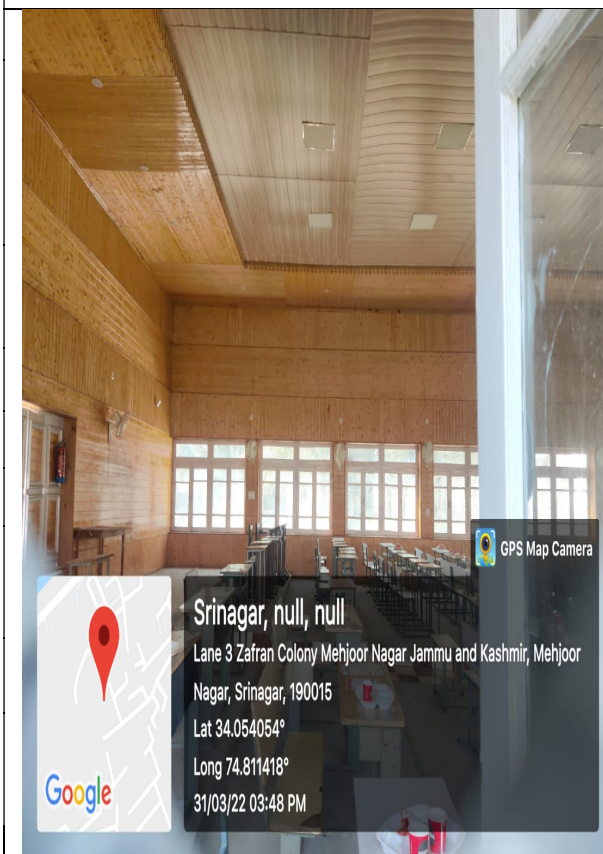 GPS Map Camera
Srinagar, null, null
Lane 3 Zafran Colony Mehjoor Nagar Jammu and Kashmir, Mehjoor
Nagar, Srinagar, 190015
Lat 34.054054°
Long 74.811418°
31/03/22 03:48 PM
Google